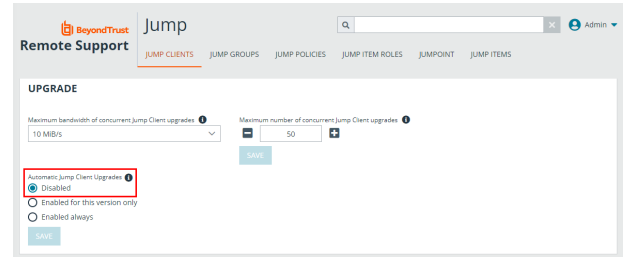 BeyondTrust
Remote Support
Jump
Admin
JUMP CLIENTS JUMP GROUPS JUMP POLICIES JUMP ITEM ROLES JUMPOINT JUMP ITEMS
UPGRADE
Maximum bandwidth of concurrent Jump Client upgrades
10 MiB/s
Maximum number of concurrent Jump Client upgrades
50
SAVE
Automatic Jump Client Upgrades
Disabled
Enabled for this version only
Enabled always
SAVE